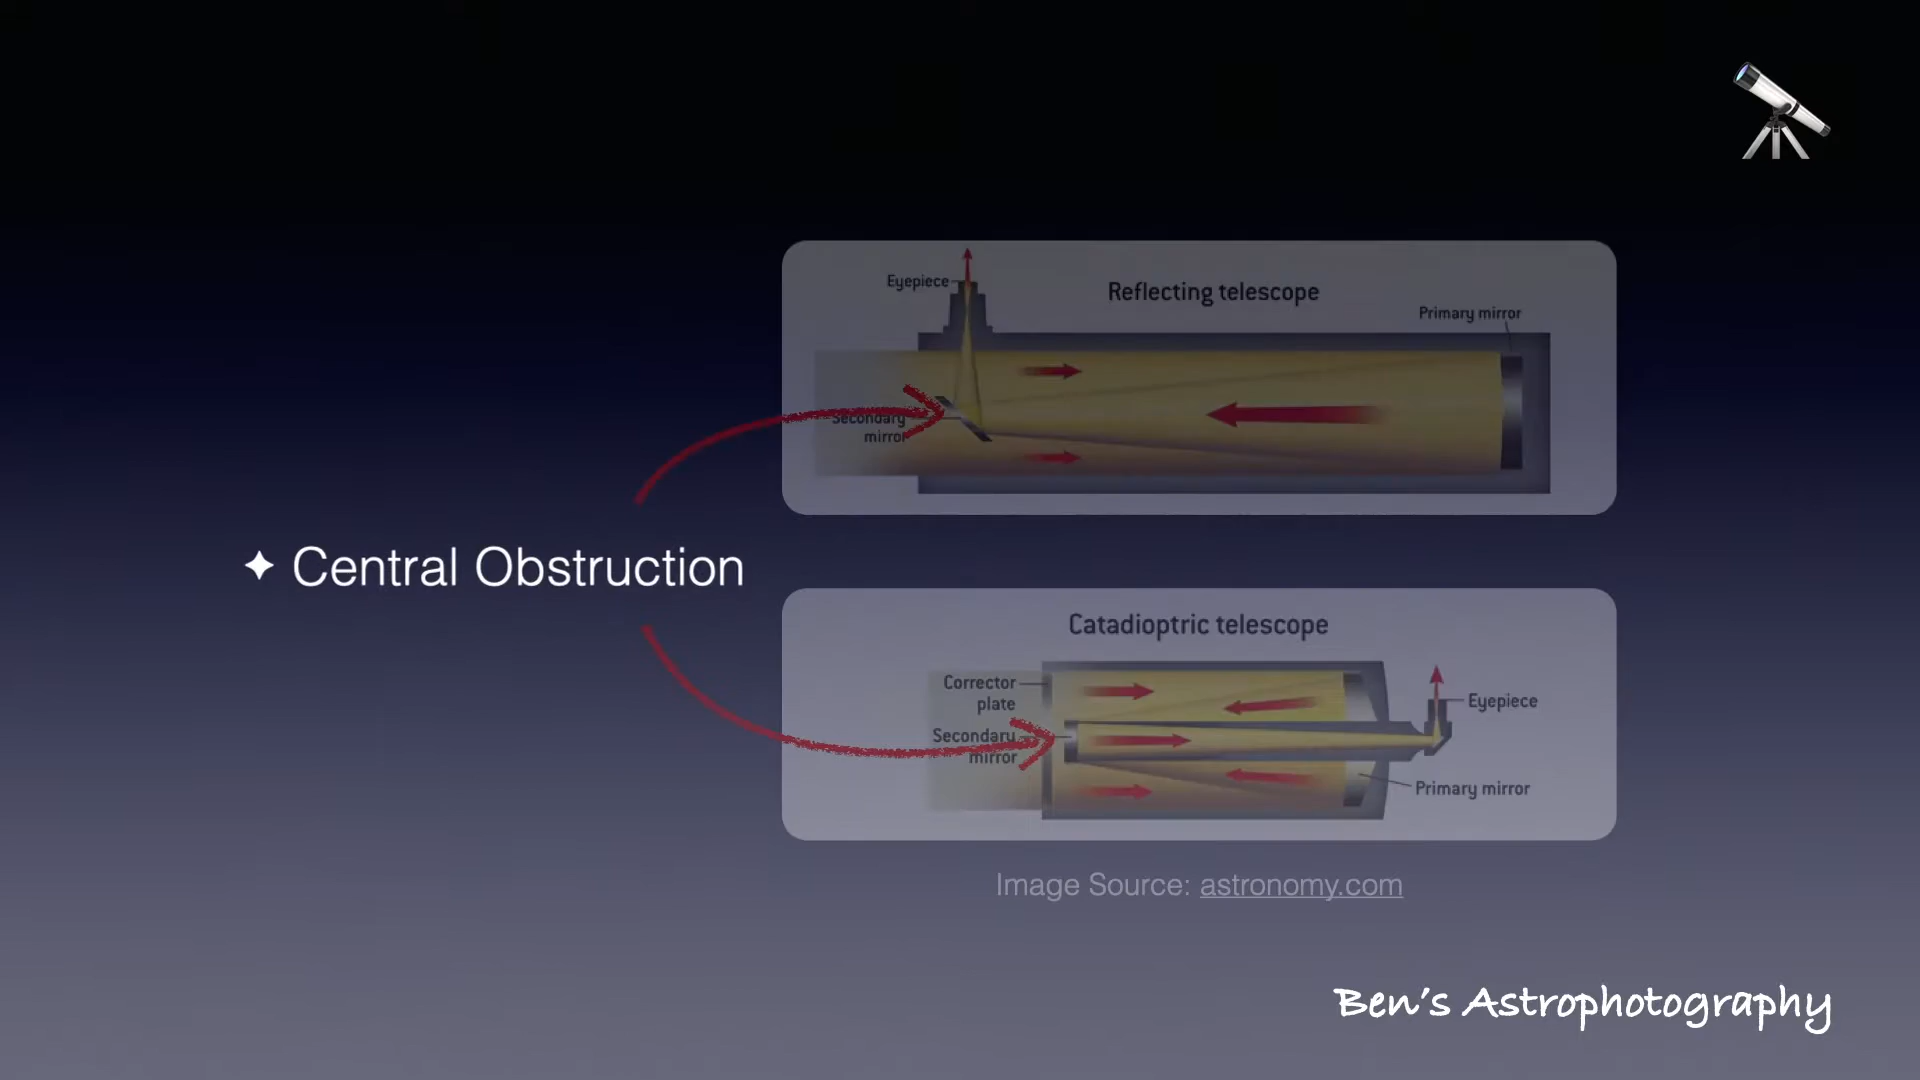 Eyepiece
Reflecting telescope
Primary mirror
Secondary
mirror
✦ Central Obstruction
Catadioptric telescope
Corrector
plate
Secondary
mirror
Eyepiece
Primary mirror
Image Source: astronomy.com
Ben's Astrophotography